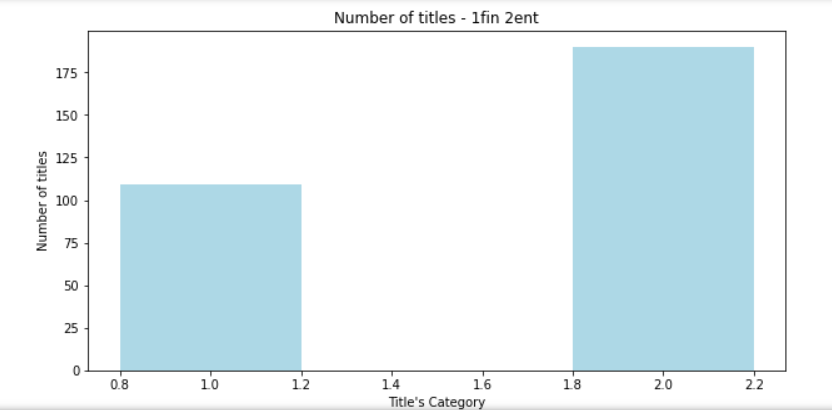 Number of titles - 1fin 2ent
Number of titles
175
150
125
100
75
50
25
0
0.8 1.0 1.2 1.4 1.6 1.8 2.0 2.2
Title's Category